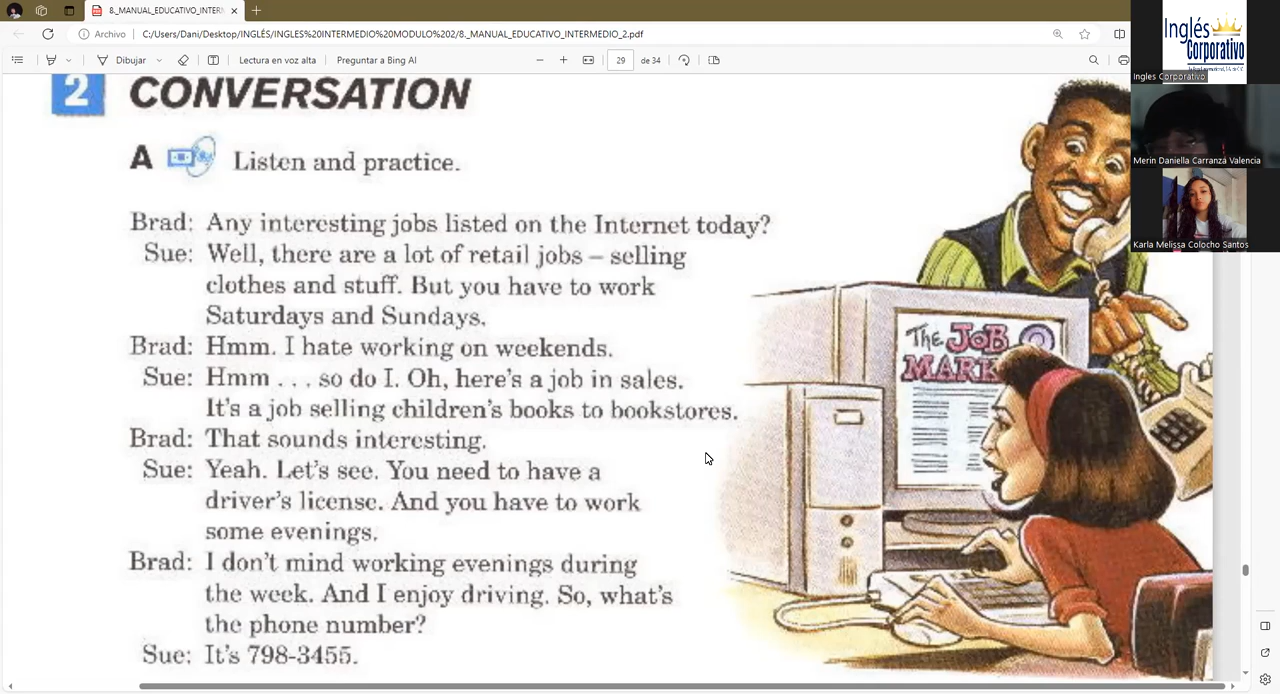 8._MANUAL_EDUCATIVO_INTER
Archivo
C:/Users/Dani/Desktop/INGLÉS/INGLES%20INTERMEDIO%20MODULO%202/8._MANUAL_EDUCATIVO_INTERMEDIO_2.pdf
Dibujar
Lectura en voz alta
Preguntar a Bing AI
29
de 34
Inglés
Corporativo
Ingles Corporativo
Merin Daniella Carranza Valencia
Karla Melissa Colocho Santos
2 CONVERSATION
A Listen and practice.
Brad: Any interesting jobs listed on the Internet today?
Sue: Well, there are a lot of retail jobs – selling
clothes and stuff. But you have to work
Saturdays and Sundays.
Brad: Hmm. I hate working on weekends.
Sue: Hmm . . . so do I. Oh, here's a job in sales.
It's a job selling children's books to bookstores.
Brad: That sounds interesting.
Sue: Yeah. Let's see. You need to have a
driver's license. And you have to work
some evenings.
Brad: I don't mind working evenings during
the week. And I enjoy driving. So, what's
the phone number?
Sue: It's 798-3455.
The JOB
MARK